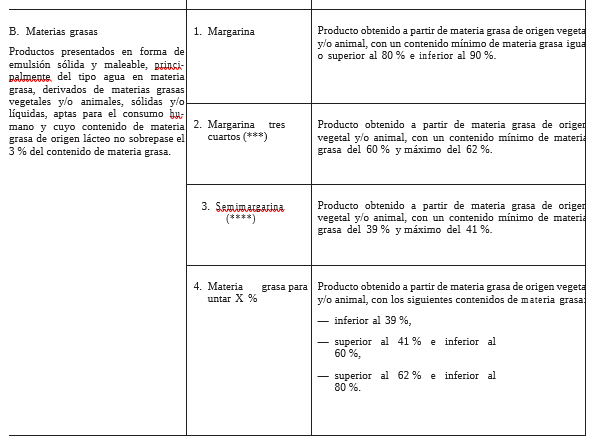 B. Materias grasas
Productos presentados en forma de
emulsión sólida y maleable, princi-
palmente del tipo agua en materia
grasa, derivados de materias grasas
vegetales y/o animales, sólidas y/o
líquidas, aptas para el consumo hu-
mano y cuyo contenido de materia
grasa de origen lácteo no sobrepase el
3 % del contenido de materia grasa.
1. Margarina
Producto obtenido a partir de materia grasa de origen vegeta
y/o animal, con un contenido mínimo de materia grasa igua
o superior al 80 % e inferior al 90 %.
2. Margarina tres
cuartos (***)
Producto obtenido a partir de materia grasa de origen
vegetal y/o animal, con un contenido mínimo de materia
grasa del 60 % y máximo del 62 %.
3. Semimargarina
(****)
Producto obtenido a partir de materia grasa de origen
vegetal y/o animal, con un contenido mínimo de materia
grasa del 39 % y máximo del 41 %.
4. Materia grasa para
untar X %
Producto obtenido a partir de materia grasa de origen vegeta
y/o animal, con los siguientes contenidos de materia grasa:
— inferior al 39 %,
— superior al 41 % e inferior al
60 %,
— superior al 62 % e inferior al
80 %.